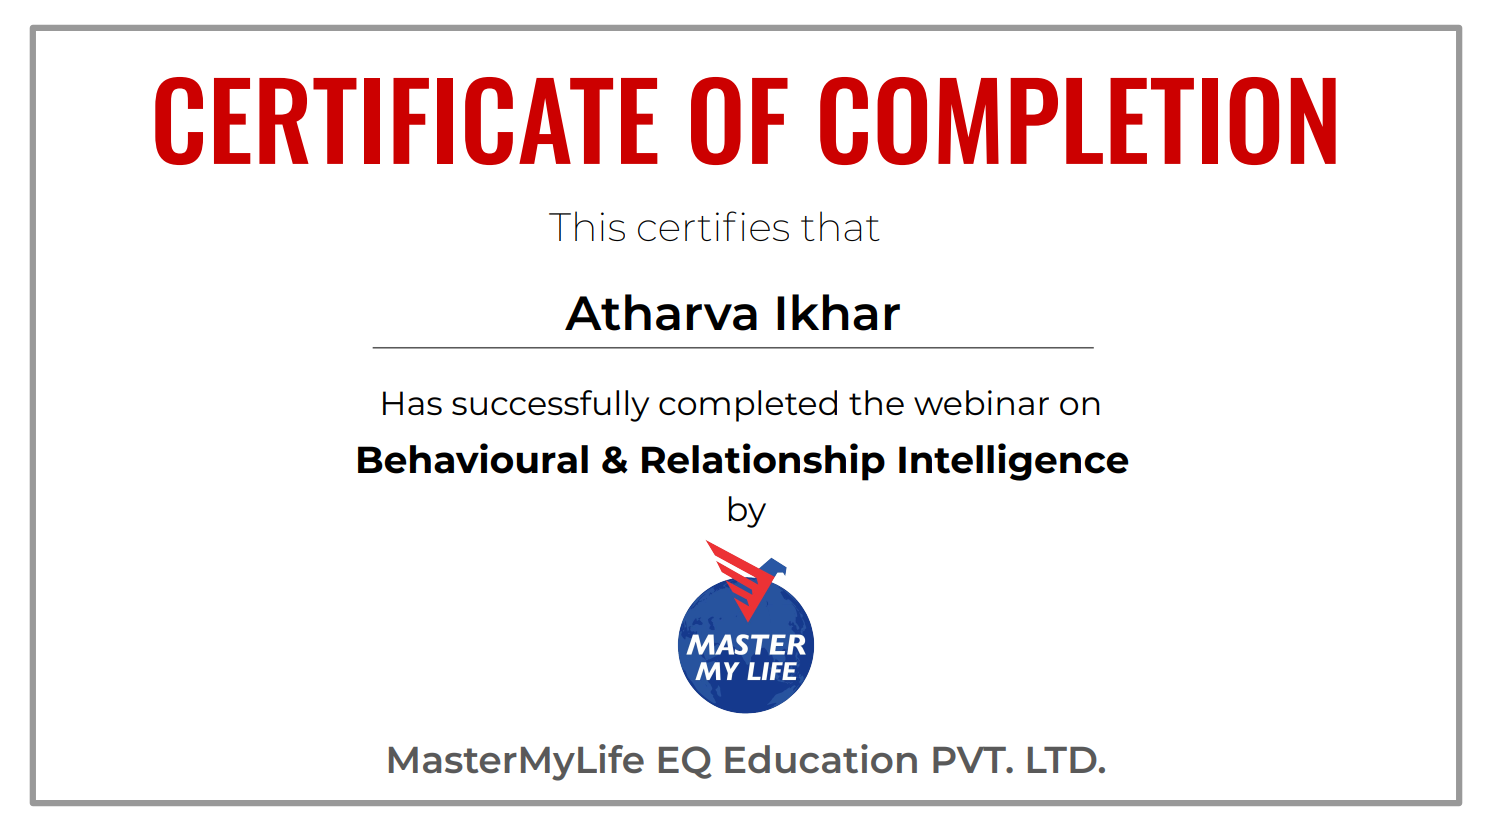 CERTIFICATE OF COMPLETION
This certifies that
Atharva Ikhar
Has successfully completed the webinar on
Behavioural & Relationship Intelligence
by
MASTER
MY LIFE
MasterMyLife EQ Education PVT. LTD.